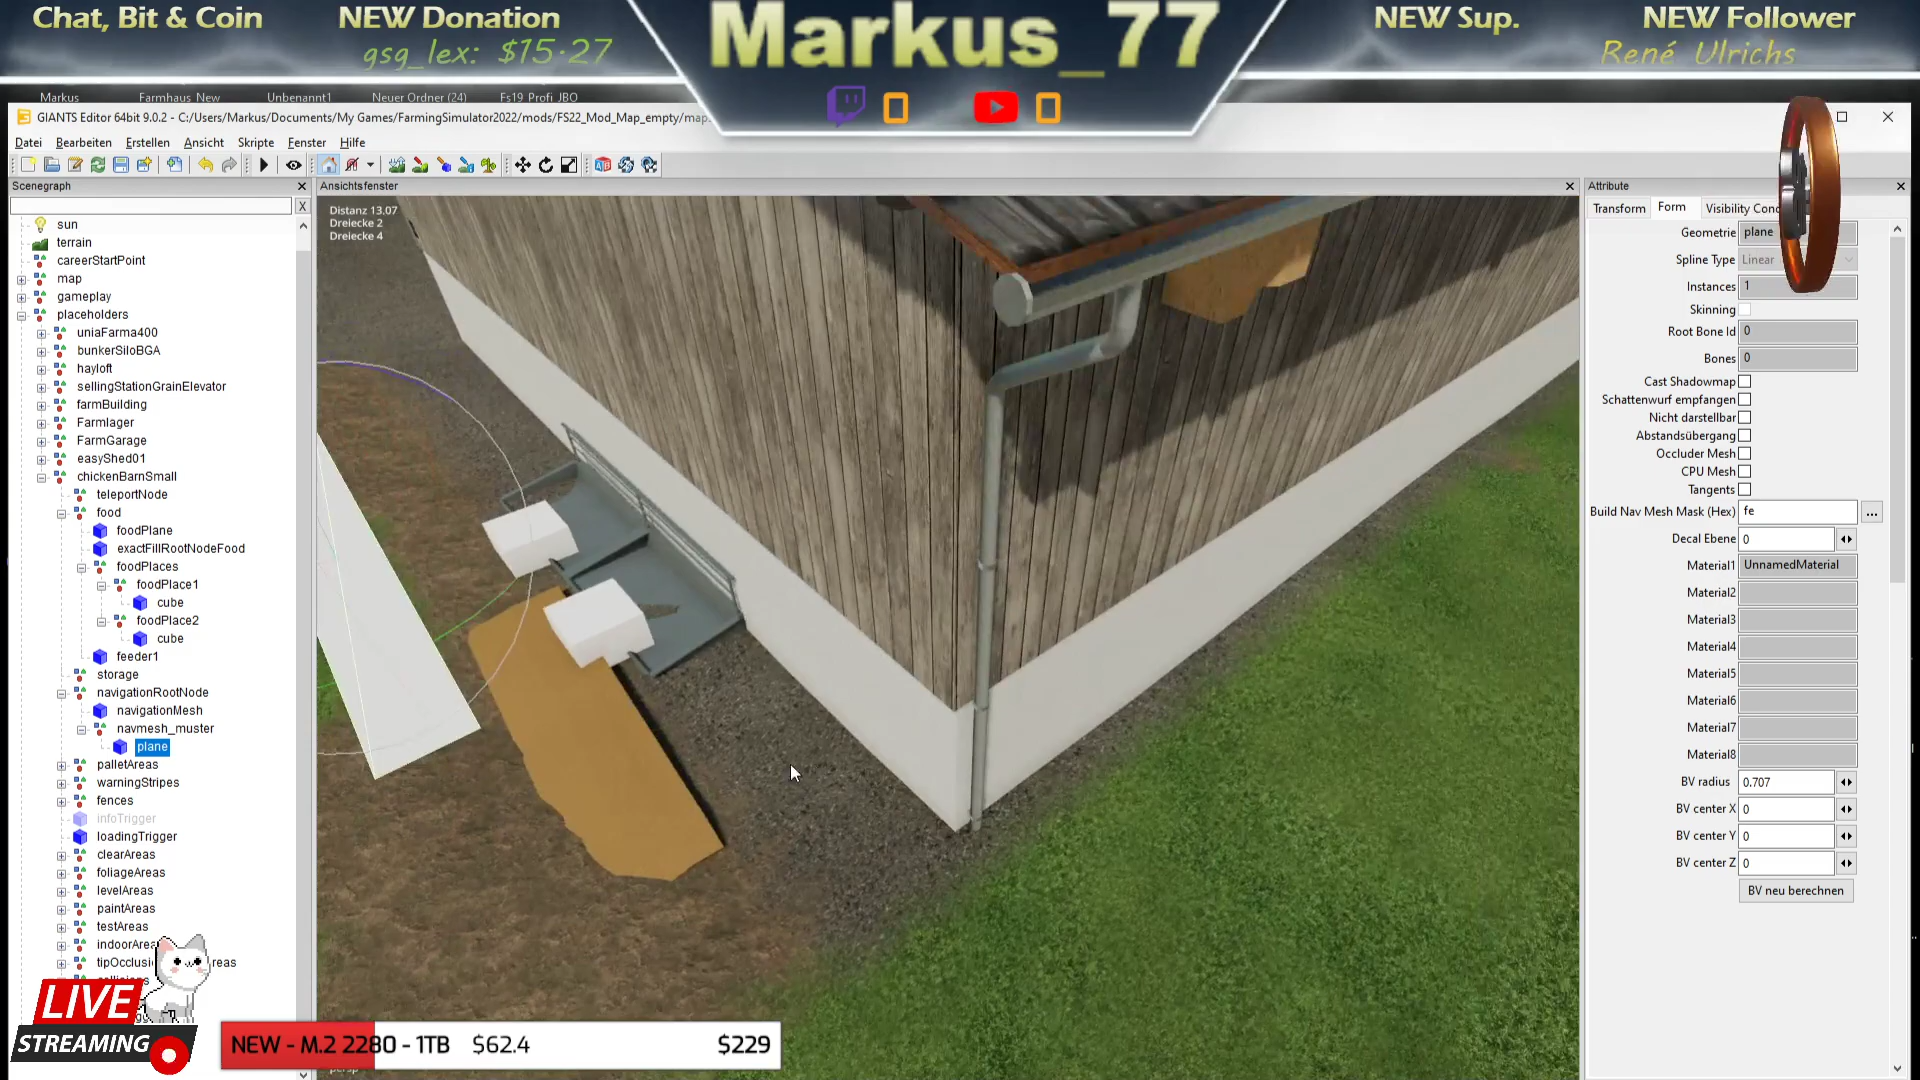 Chat, Bit & Coin
NEW Donation
gsg_lex: $15.27
Markus_77
0
0
NEW Sup.
NEW Follower
René Ulrichs
Markus
Farmhaus_New
Unbenannt1
Neuer Ordner (24)
Fs19 Profi JBO
GIANTS Editor 64bit 9.0.2 - C:/Users/Markus/Documents/My Games/FarmingSimulator2022/mods/FS22_Mod_Map_empty/map
Datei Bearbeiten Erstellen Ansicht Skripte Fenster Hilfe
Scenegraph
X
sun
terrain
careerStartPoint
map
gameplay
placeholders
uniaFarma400
bunkerSiloBGA
hayloft
sellingStationGrainElevator
farmBuilding
Farmlager
FarmGarage
easyShed01
chickenBarnSmall
teleportNode
food
foodPlane
exactFillRootNodeFood
foodPlaces
foodPlace1
cube
foodPlace2
cube
feeder1
storage
navigationRootNode
navigationMesh
navmesh_muster
plane
palletAreas
warningStripes
fences
infoTrigger
loadingTrigger
clearAreas
foliageAreas
levelAreas
paintAreas
testAreas
Ansichtsfenster
Distanz 13.07
Dreiecke 2
Dreiecke 4
persp
Attribute
Transform Form
Geometrie plane
Spline Type Linear
Instances 1
Skinning
Root Bone Id 0
Bones 0
Cast Shadowmap
Schattenwurf empfangen
Nicht darstellbar
Abstandsübergang
Occluder Mesh
CPU Mesh
Tangents
Build Nav Mesh Mask (Hex) fe ...
Decal Ebene 0
Material1 UnnamedMaterial
Material2
Material3
Material4
Material5
Material6
Material7
Material8
BV radius 0.707
BV center X 0
BV center Y 0
BV center Z 0
BV neu berechnen
LIVE
STREAMING
NEW - M.2 2280 - 1TB $62.4 $229